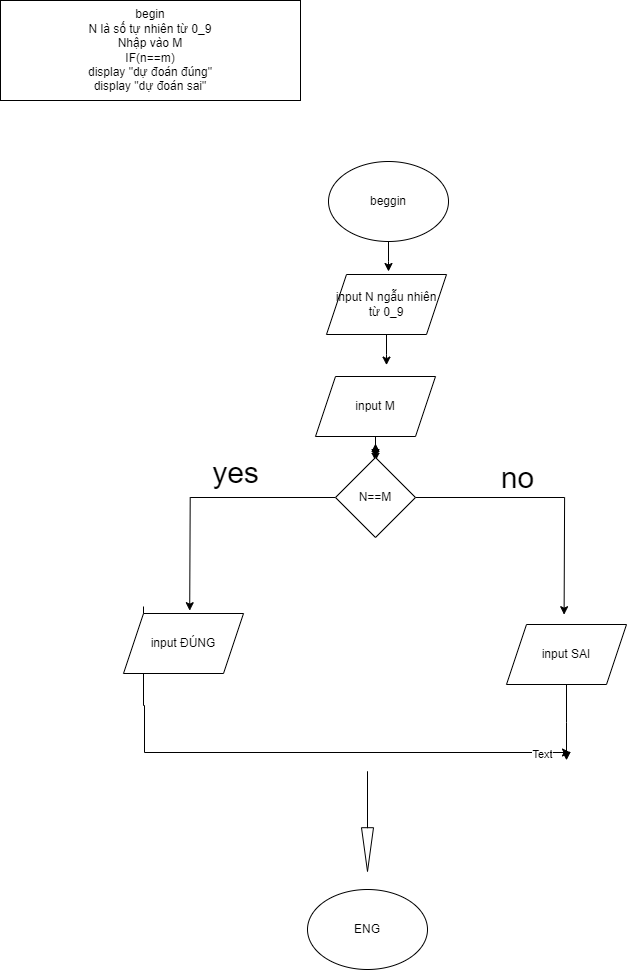 begin
N là số tự nhiên từ 0_9
Nhập vào M
IF(n==m)
display "dự đoán đúng"
display "dự đoán sai"
beggin
input N ngẫu nhiên
từ 0_9
input M
yes
no
N==M
input ĐÚNG
input SAI
Text
ENG